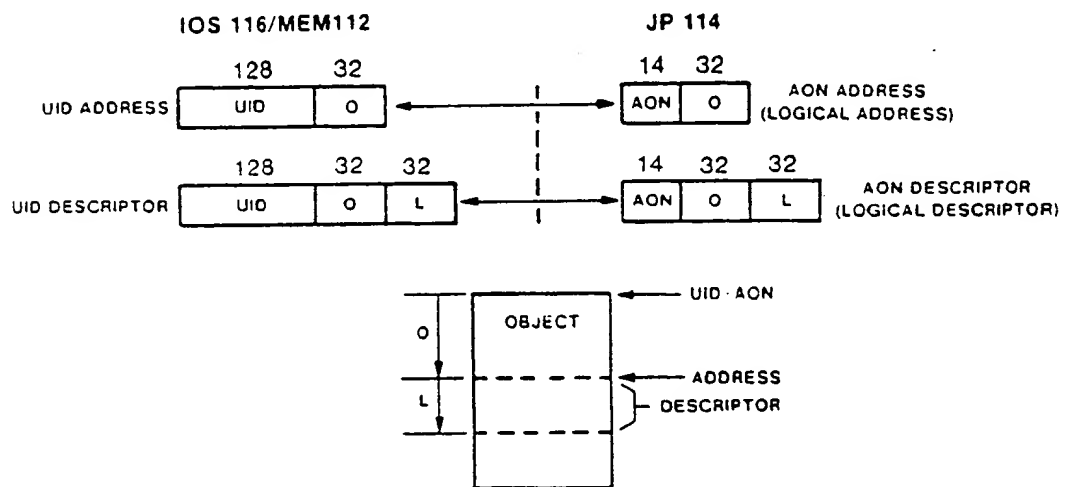 IOS 116/MEM112 JP 114
128 32 14 32
UID ADDRESS UID O AON O AON ADDRESS
(LOGICAL ADDRESS)
128 32 32 14 32 32
UID DESCRIPTOR UID O L AON O L AON DESCRIPTOR
(LOGICAL DESCRIPTOR)
UID·AON
OBJECT
O
ADDRESS
L
DESCRIPTOR